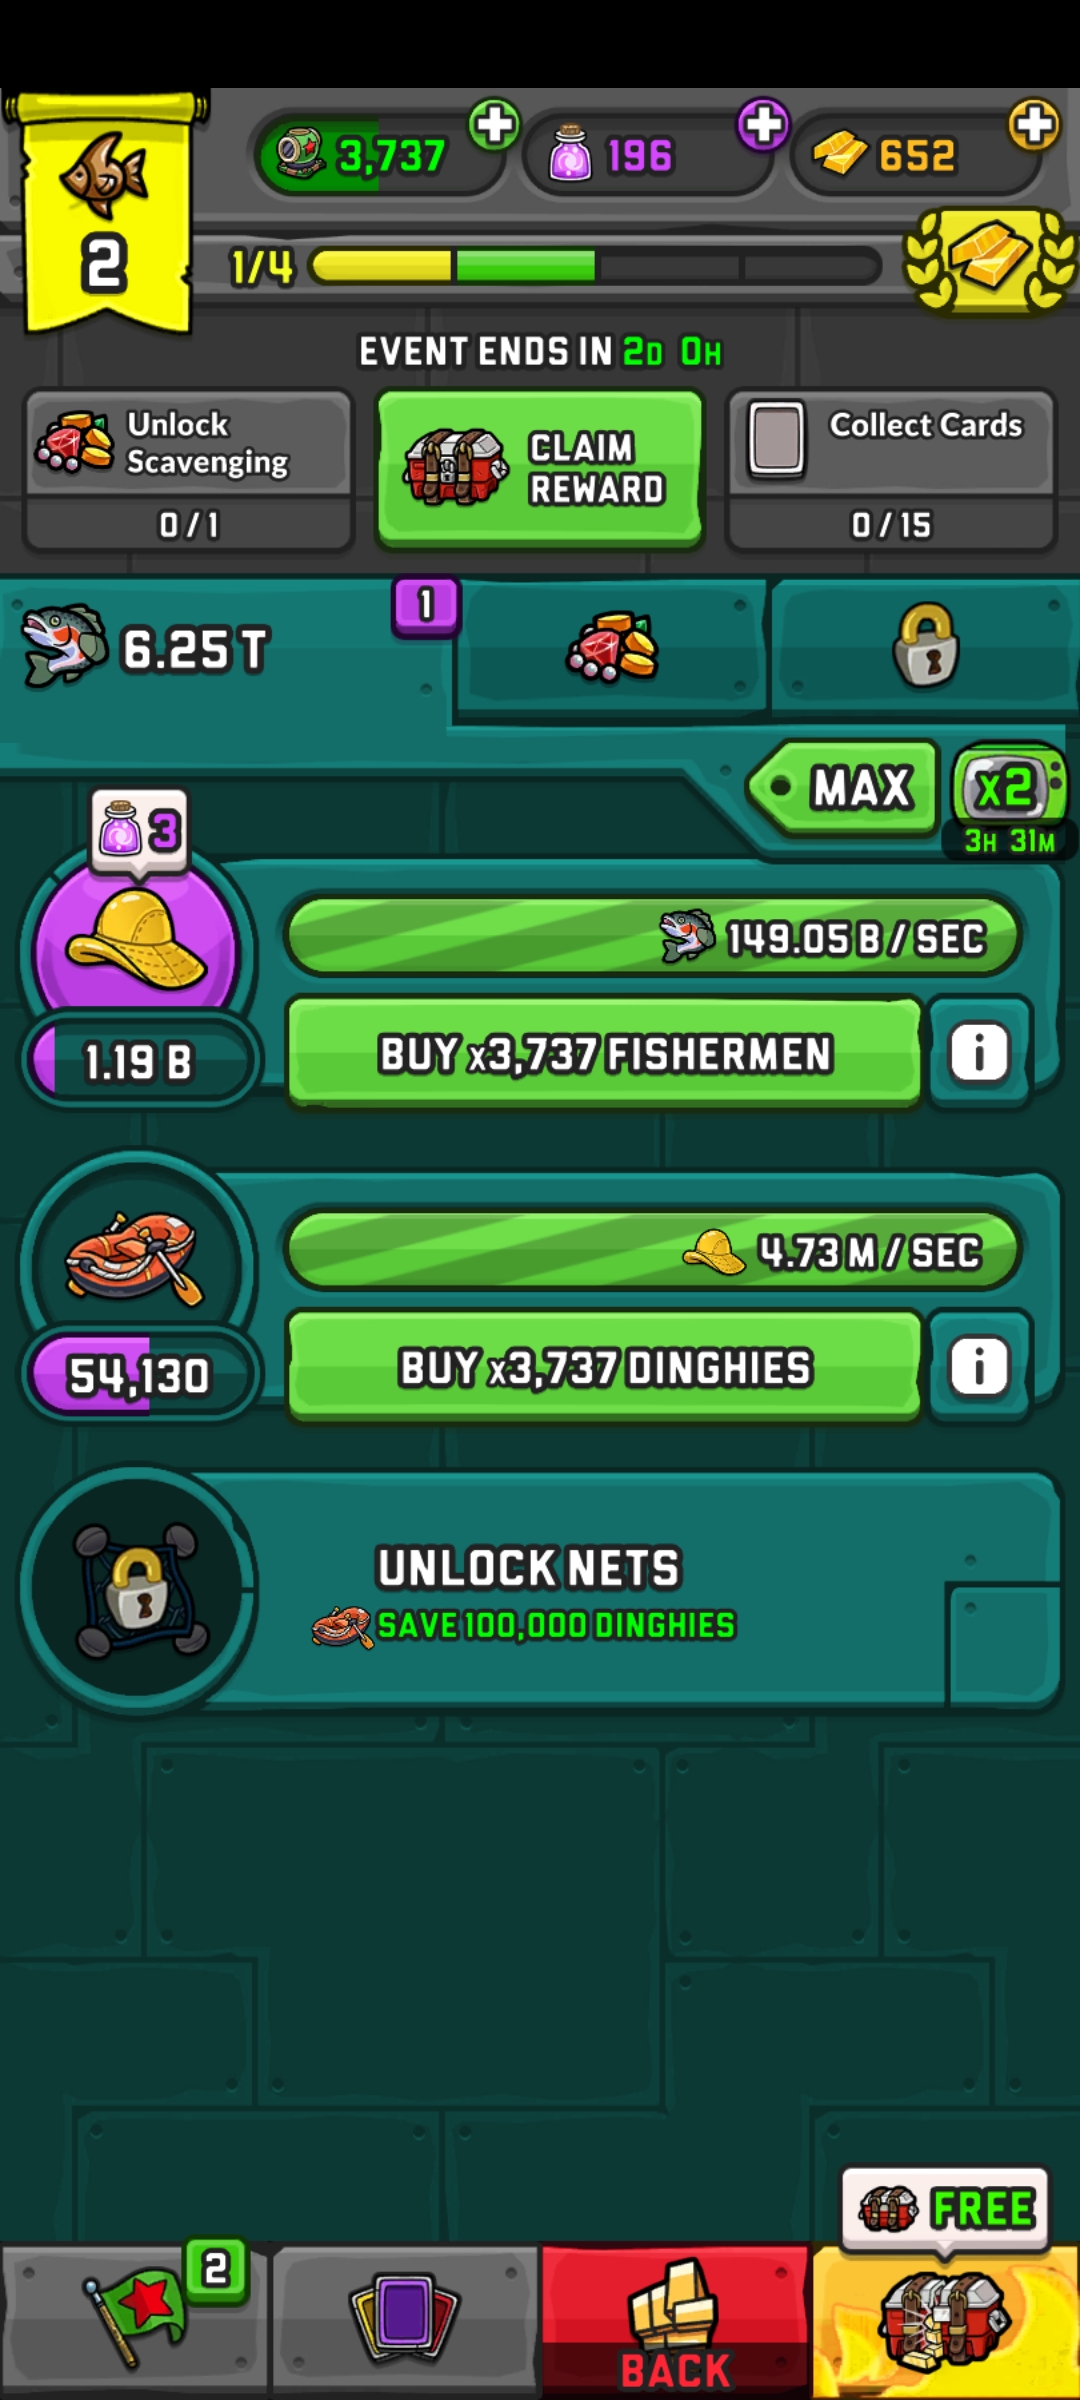 3,737
196
652
2
1/4
EVENT ENDS IN 2D 0H
Unlock
Scavenging
0/1
CLAIM
REWARD
Collect Cards
0/15
6.25 T
1
MAX
x2
3H 31M
3
149.05 B / SEC
1.19 B
BUY x3,737 FISHERMEN
i
4.73 M / SEC
54,130
BUY x3,737 DINGHIES
i
UNLOCK NETS
SAVE 100,000 DINGHIES
FREE
2
BACK